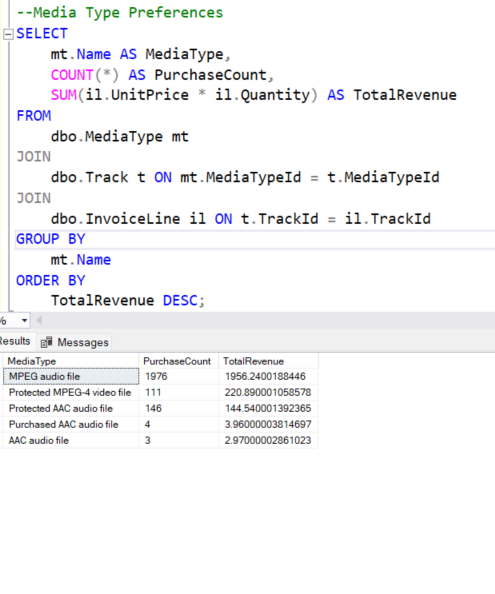 --Media Type Preferences
SELECT
mt.Name AS MediaType,
COUNT(*) AS PurchaseCount,
SUM(il.UnitPrice * il.Quantity) AS TotalRevenue
FROM
dbo.MediaType mt
JOIN
dbo.Track t ON mt.MediaTypeId = t.MediaTypeId
JOIN
dbo.InvoiceLine il ON t.TrackId = il.TrackId
GROUP BY
mt.Name
ORDER BY
TotalRevenue DESC;
%
Results Messages
MediaType PurchaseCount TotalRevenue
MPEG audio file 1976 1956.2400188446
Protected MPEG-4 video file 111 220.890001058578
Protected AAC audio file 146 144.540001392365
Purchased AAC audio file 4 3.96000003814697
AAC audio file 3 2.97000002861023